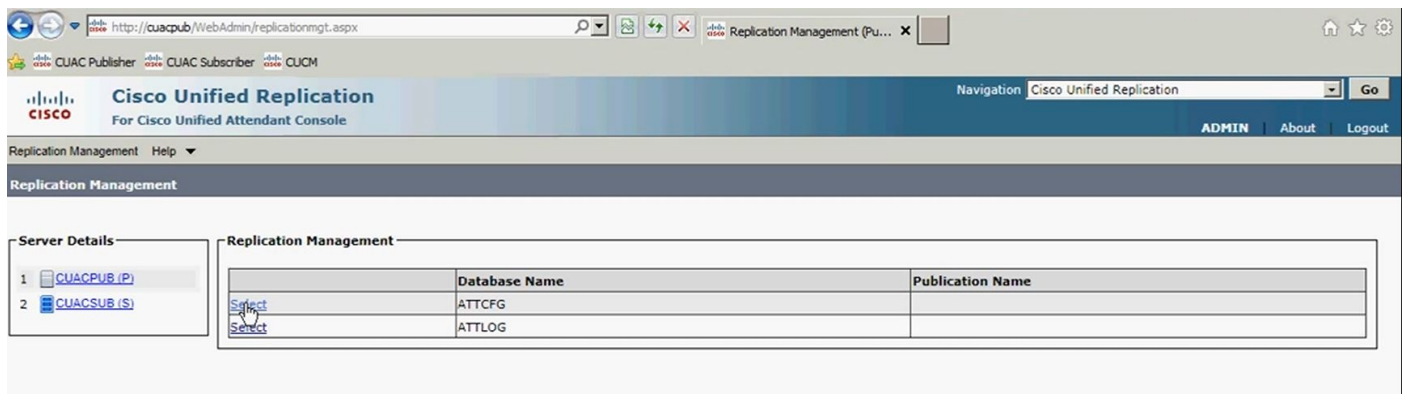 http://cuacpub/WebAdmin/replicationmgt.aspx
Replication Management (Pu...
CUAC Publisher CUAC Subscriber CUCM
CISCO
Cisco Unified Replication
For Cisco Unified Attendant Console
Navigation Cisco Unified Replication Go
ADMIN | About | Logout
Replication Management Help
Replication Management
Server Details
1 CUACPUB (P)
2 CUACSUB (S)
Replication Management
Database Name Publication Name
Select ATTCFG
Select ATTLOG